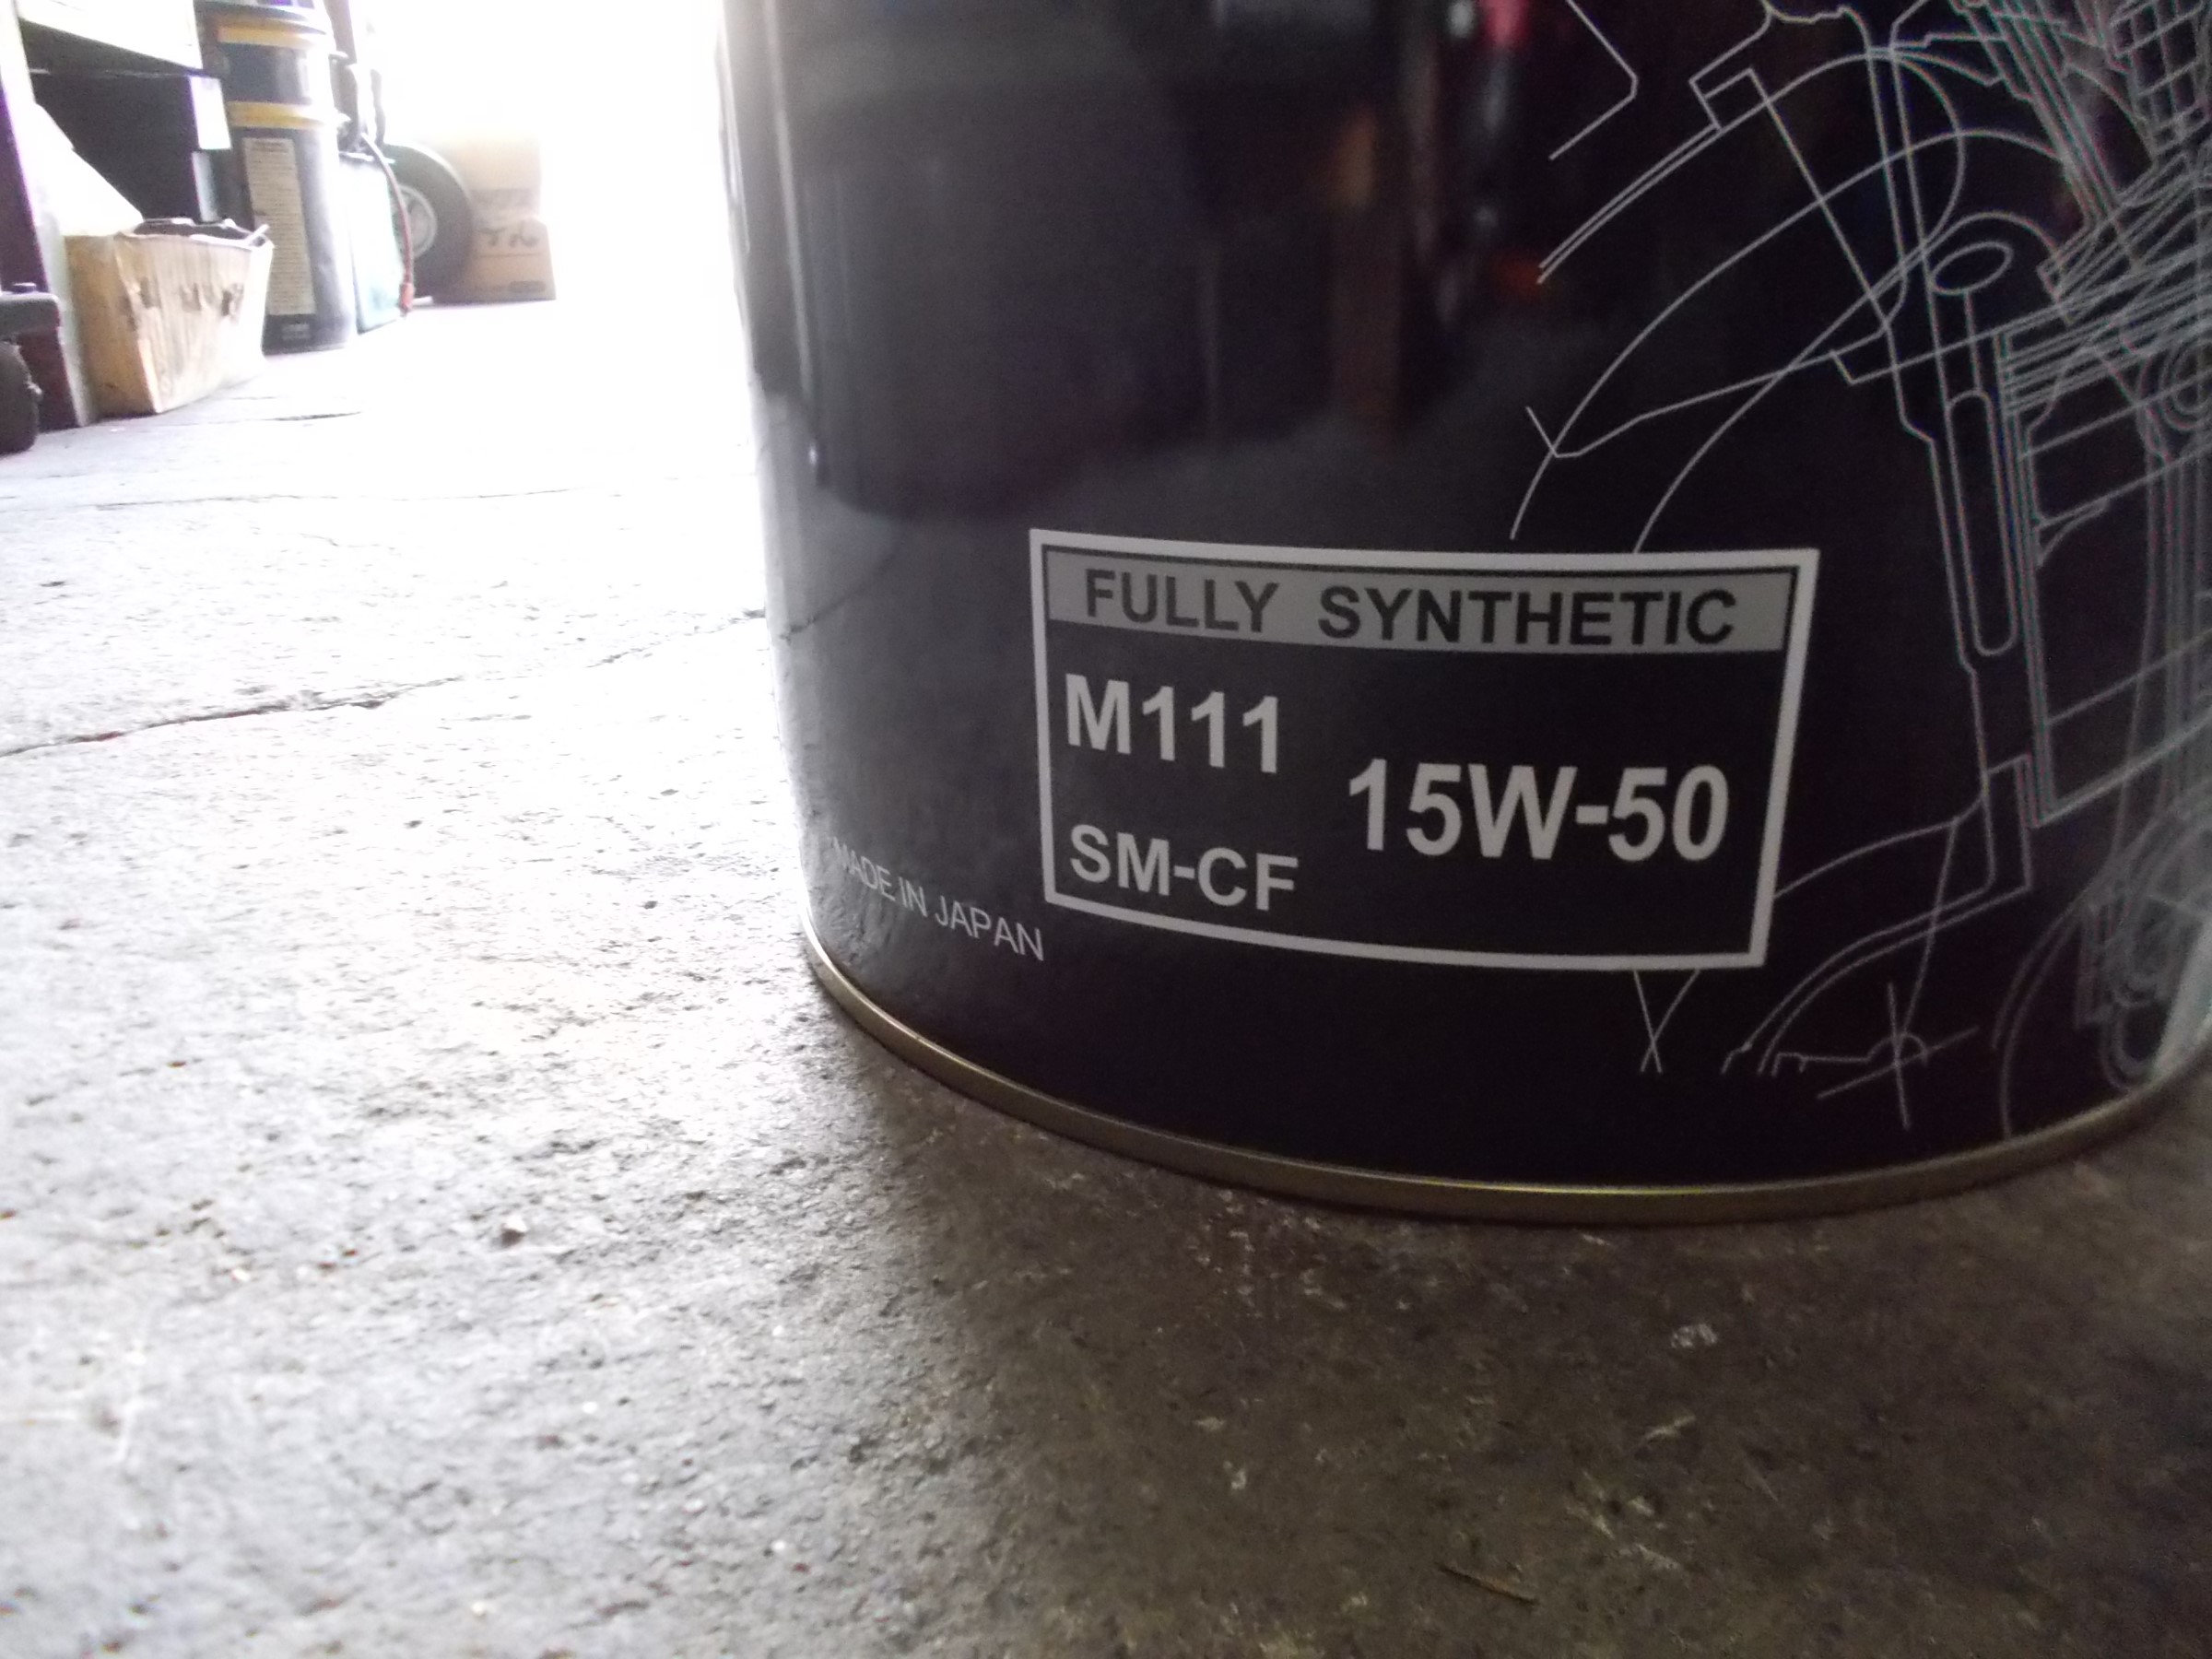 FULLY SYNTHETIC
M111
15W-50
SM-CF
MADE IN JAPAN